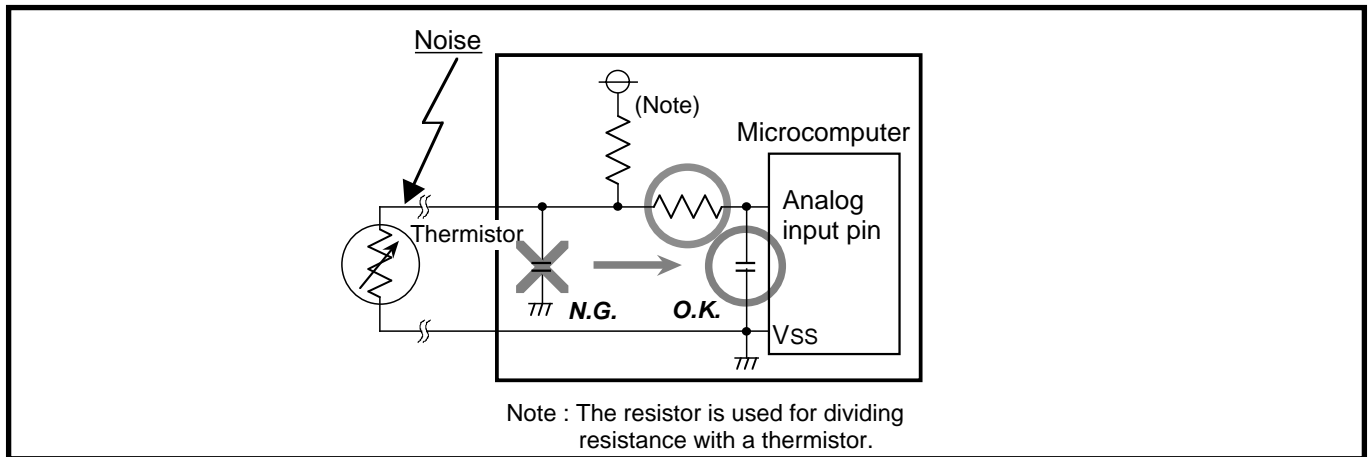 Noise
(Note)
Microcomputer
Analog
input pin
Thermistor
N.G.
O.K.
VSS
Note : The resistor is used for dividing
resistance with a thermistor.